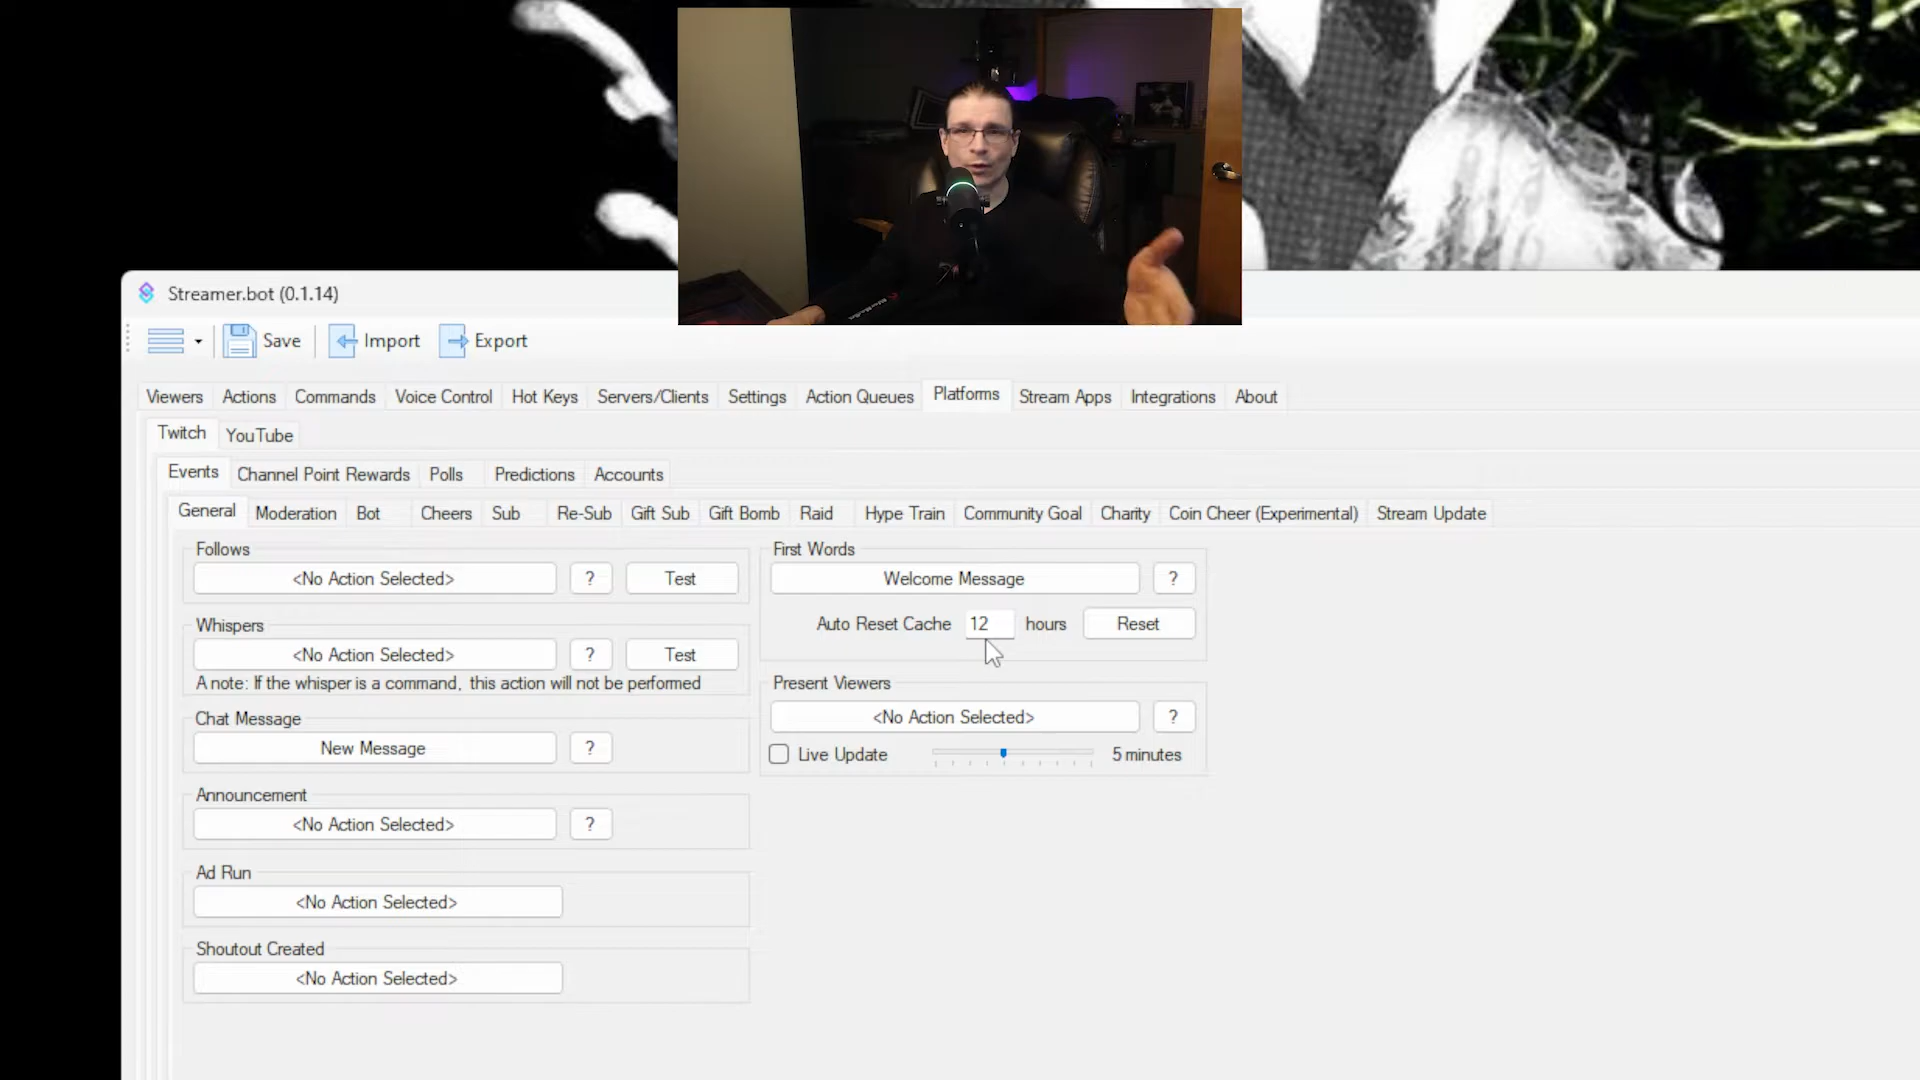 Streamer.bot (0.1.14)
Save
Import
Export
Viewers
Actions
Commands
Voice Control
Hot Keys
Servers/Clients
Settings
Action Queues
Platforms
Stream Apps
Integrations
About
Twitch
YouTube
Events
Channel Point Rewards
Polls
Predictions
Accounts
General
Moderation
Bot
Cheers
Sub
Re-Sub
Gift Sub
Gift Bomb
Raid
Hype Train
Community Goal
Charity
Coin Cheer (Experimental)
Stream Update
Follows
<No Action Selected>
?
Test
Whispers
<No Action Selected>
?
Test
A note: If the whisper is a command, this action will not be performed
Chat Message
New Message
?
Announcement
<No Action Selected>
?
Ad Run
<No Action Selected>
Shoutout Created
<No Action Selected>
First Words
Welcome Message
?
Auto Reset Cache 12 hours
Reset
Present Viewers
<No Action Selected>
?
Live Update
5 minutes